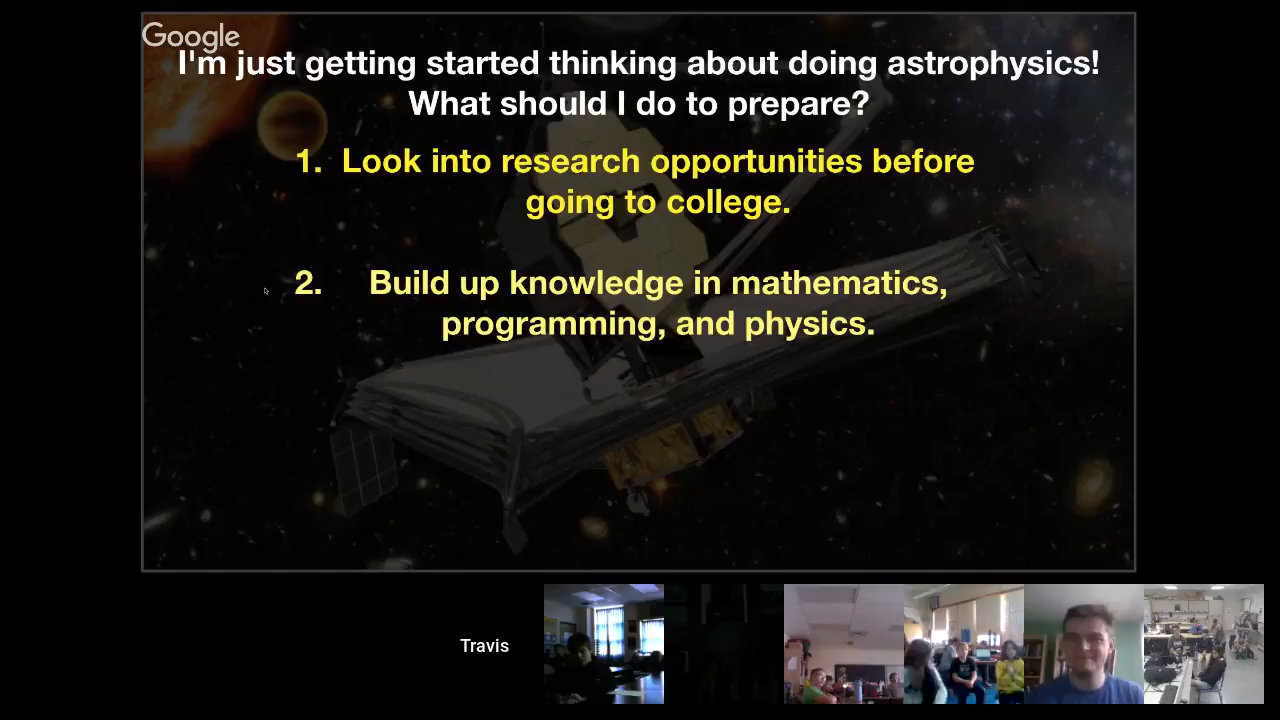 Google
I'm just getting started thinking about doing astrophysics!
What should I do to prepare?
1. Look into research opportunities before
going to college.
2. Build up knowledge in mathematics,
programming, and physics.
Travis